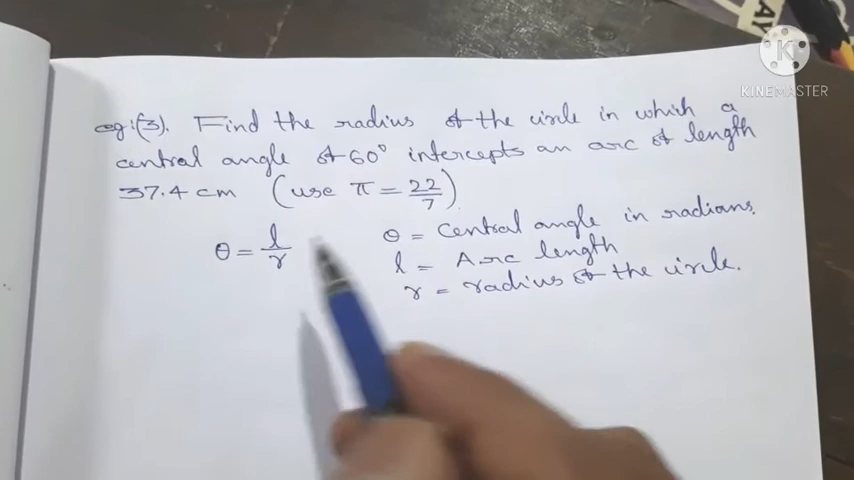 KINEMASTER
eg:(3). Find the radius of the circle in which a
central angle of 60° intercepts an arc of length
37.4 cm (use π = 22/7).
θ = l/r
θ = Central angle in radians.
l = Arc length
r = radius of the circle.